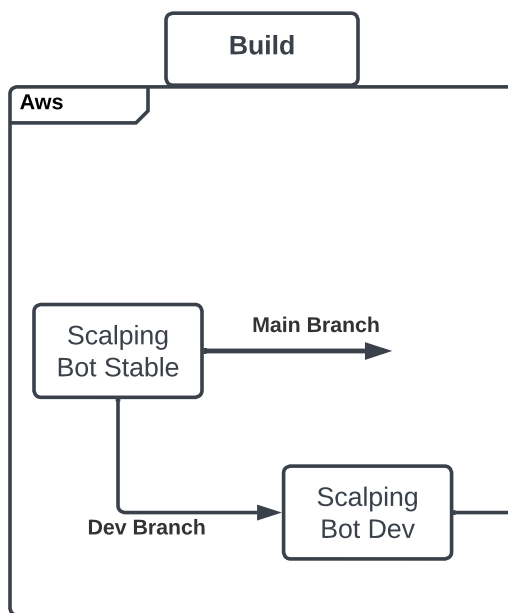 Build
Aws
Main Branch
Scalping
Bot Stable
Scalping
Bot Dev
Dev Branch